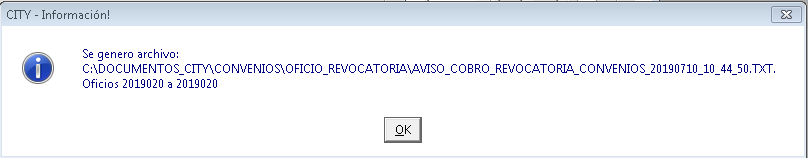 CITY - Información!
Se genero archivo:
C:\DOCUMENTOS_CITY\CONVENIOS\OFICIO_REVOCATORIA\AVISO_COBRO_REVOCATORIA_CONVENIOS_20190710_10_44_50.TXT.
Oficios 2019020 a 2019020
OK